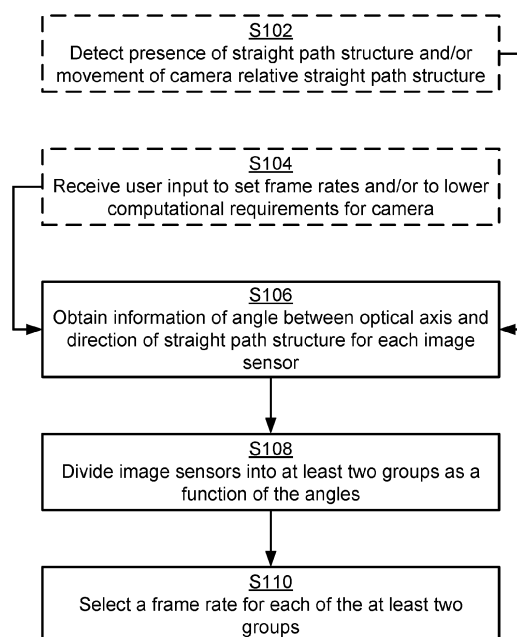 S102
Detect presence of straight path structure and/or
movement of camera relative straight path structure
S104
Receive user input to set frame rates and/or to lower
computational requirements for camera
S106
Obtain information of angle between optical axis and
direction of straight path structure for each image
sensor
S108
Divide image sensors into at least two groups as a
function of the angles
S110
Select a frame rate for each of the at least two
groups